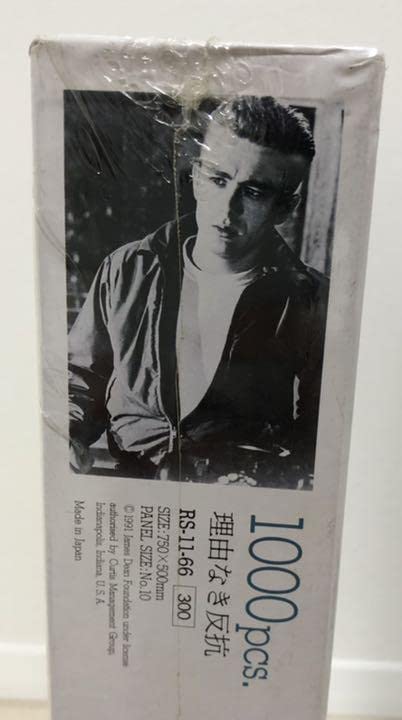 1000pcs.
理由なき反抗
RS-11-66 300
SIZE:750×500mm
PANEL SIZE:No.10
© 1991 James Dean Foundation under license
authorised by Curtis Management Group,
Indianapolis, Indiana, U.S.A.
Made in Japan